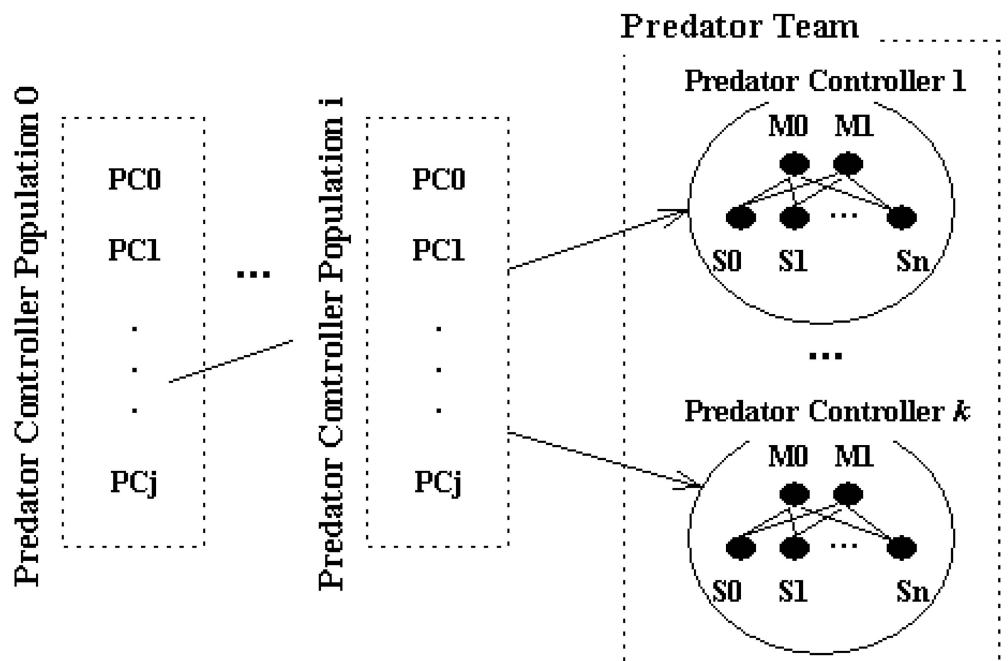 Predator Controller Population 0
PC0
PC1
.
.
.
PCj
...
Predator Controller Population i
PC0
PC1
.
.
.
PCj
Predator Team
Predator Controller 1
M0 M1
...
S0 S1 Sn
...
Predator Controller k
M0 M1
...
S0 S1 Sn